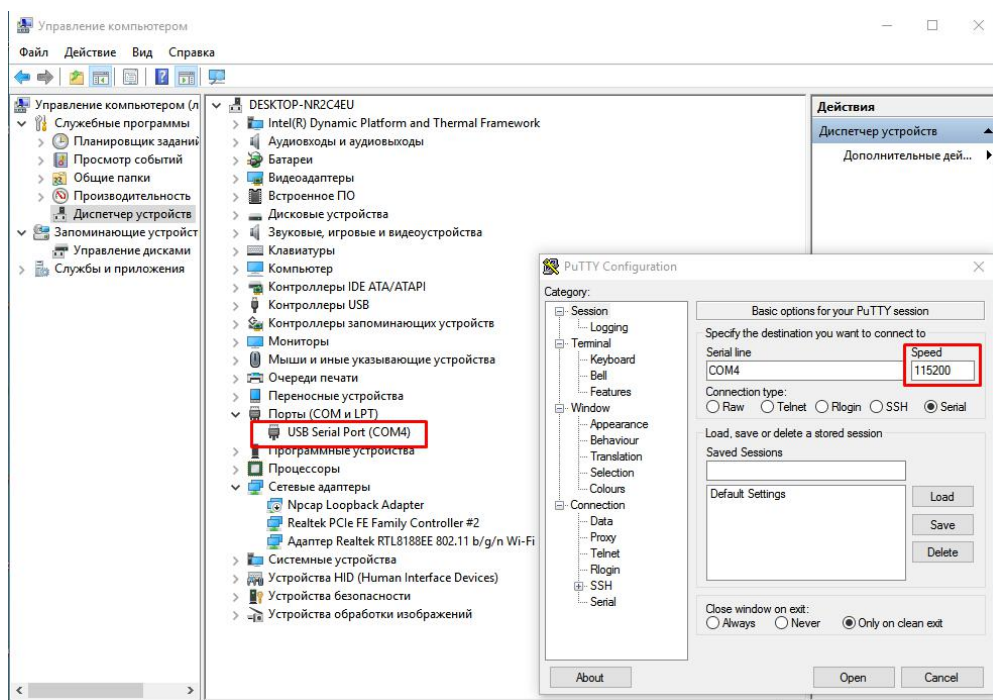 Управление компьютером
Файл Действие Вид Справка
Управление компьютером (л
Служебные программы
Планировщик заданий
Просмотр событий
Общие папки
Производительность
Диспетчер устройств
Запоминающие устройст
Управление дисками
Службы и приложения
DESKTOP-NR2C4EU
Intel(R) Dynamic Platform and Thermal Framework
Аудиовходы и аудиовыходы
Батареи
Видеоадаптеры
Встроенное ПО
Дисковые устройства
Звуковые, игровые и видеоустройства
Клавиатуры
Компьютер
Контроллеры IDE ATA/ATAPI
Контроллеры USB
Контроллеры запоминающих устройств
Мониторы
Мыши и иные указывающие устройства
Очереди печати
Переносные устройства
Порты (COM и LPT)
USB Serial Port (COM4)
Программные устройства
Процессоры
Сетевые адаптеры
Npcap Loopback Adapter
Realtek PCIe FE Family Controller #2
Адаптер Realtek RTL8188EE 802.11 b/g/n Wi-Fi
Системные устройства
Устройства HID (Human Interface Devices)
Устройства безопасности
Устройства обработки изображений
Действия
Диспетчер устройств
Дополнительные дей...
PuTTY Configuration
Category:
Session
Logging
Terminal
Keyboard
Bell
Features
Window
Appearance
Behaviour
Translation
Selection
Colours
Connection
Data
Proxy
Telnet
Rlogin
SSH
Serial
Basic options for your PuTTY session
Specify the destination you want to connect to
Serial line Speed
COM4 115200
Connection type:
Raw Telnet Rlogin SSH Serial
Load, save or delete a stored session
Saved Sessions
Default Settings
Load
Save
Delete
Close window on exit:
Always Never Only on clean exit
About Open Cancel